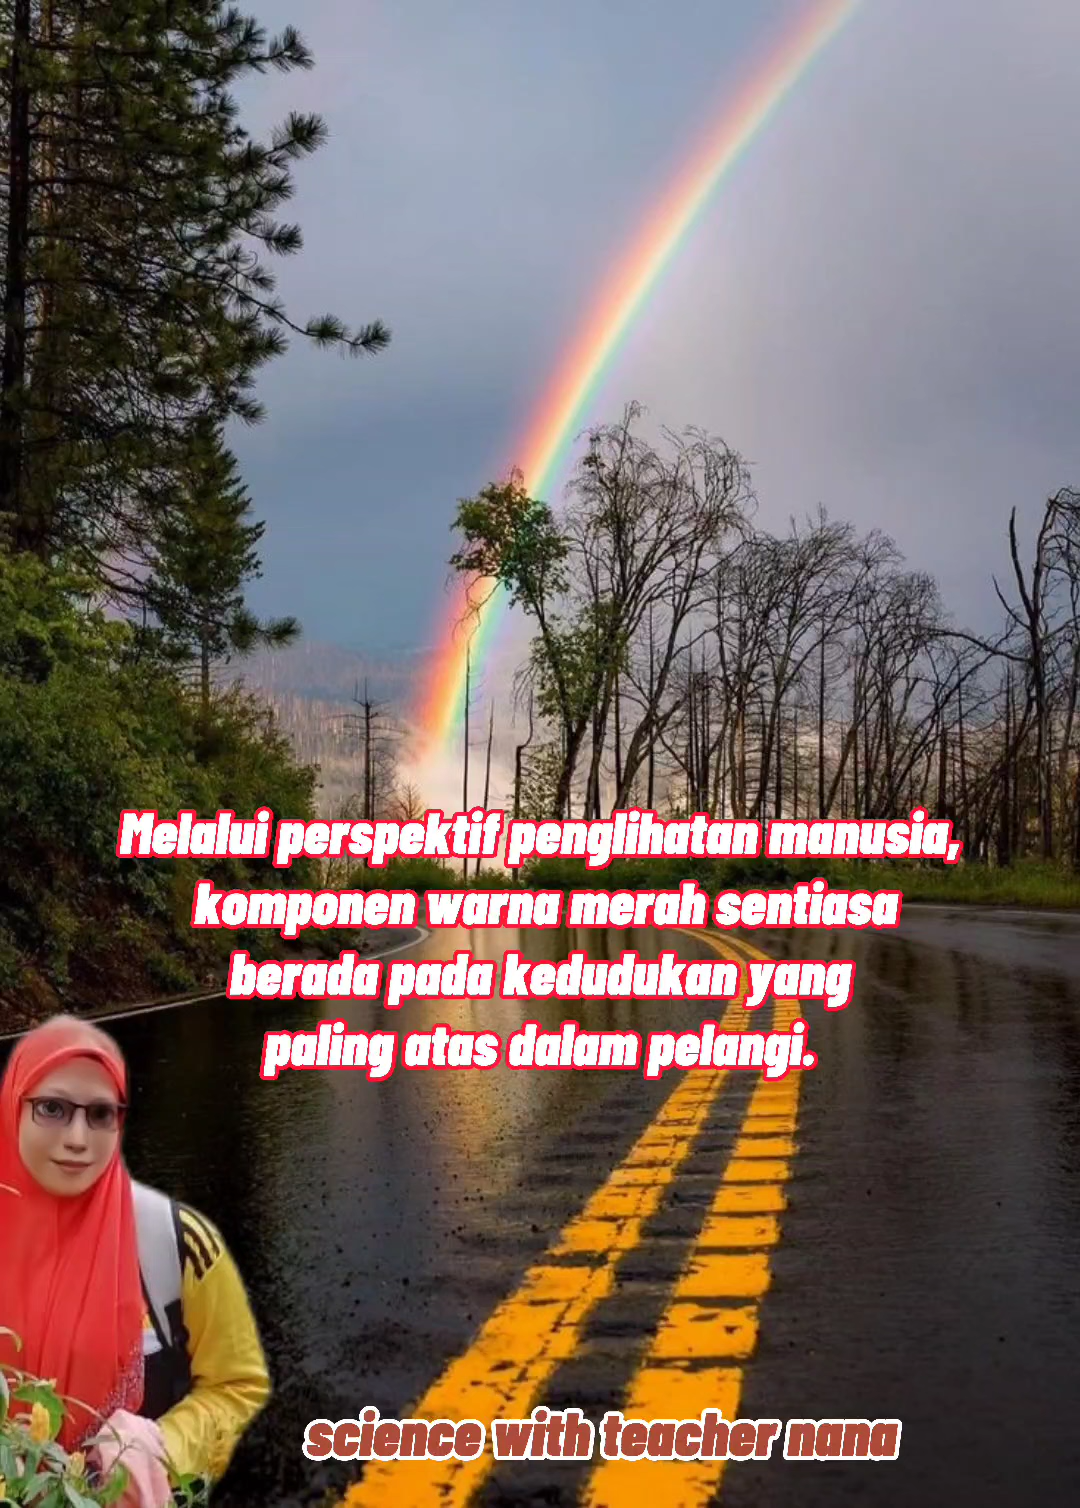 Melalui perspektif penglihatan manusia,
komponen warna merah sentiasa
berada pada kedudukan yang
paling atas dalam pelangi.
science with teacher nana